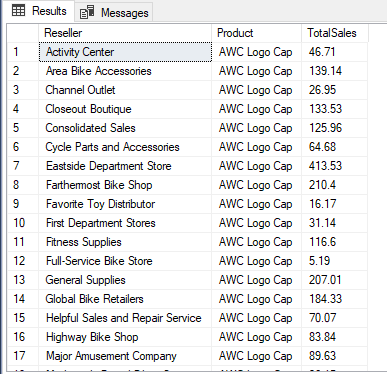 Results Messages
Reseller Product TotalSales
1 Activity Center AWC Logo Cap 46.71
2 Area Bike Accessories AWC Logo Cap 139.14
3 Channel Outlet AWC Logo Cap 26.95
4 Closeout Boutique AWC Logo Cap 133.53
5 Consolidated Sales AWC Logo Cap 125.96
6 Cycle Parts and Accessories AWC Logo Cap 64.68
7 Eastside Department Store AWC Logo Cap 413.53
8 Farthermost Bike Shop AWC Logo Cap 210.4
9 Favorite Toy Distributor AWC Logo Cap 16.17
10 First Department Stores AWC Logo Cap 31.14
11 Fitness Supplies AWC Logo Cap 116.6
12 Full-Service Bike Store AWC Logo Cap 5.19
13 General Supplies AWC Logo Cap 207.01
14 Global Bike Retailers AWC Logo Cap 184.33
15 Helpful Sales and Repair Service AWC Logo Cap 70.07
16 Highway Bike Shop AWC Logo Cap 83.84
17 Major Amusement Company AWC Logo Cap 89.63